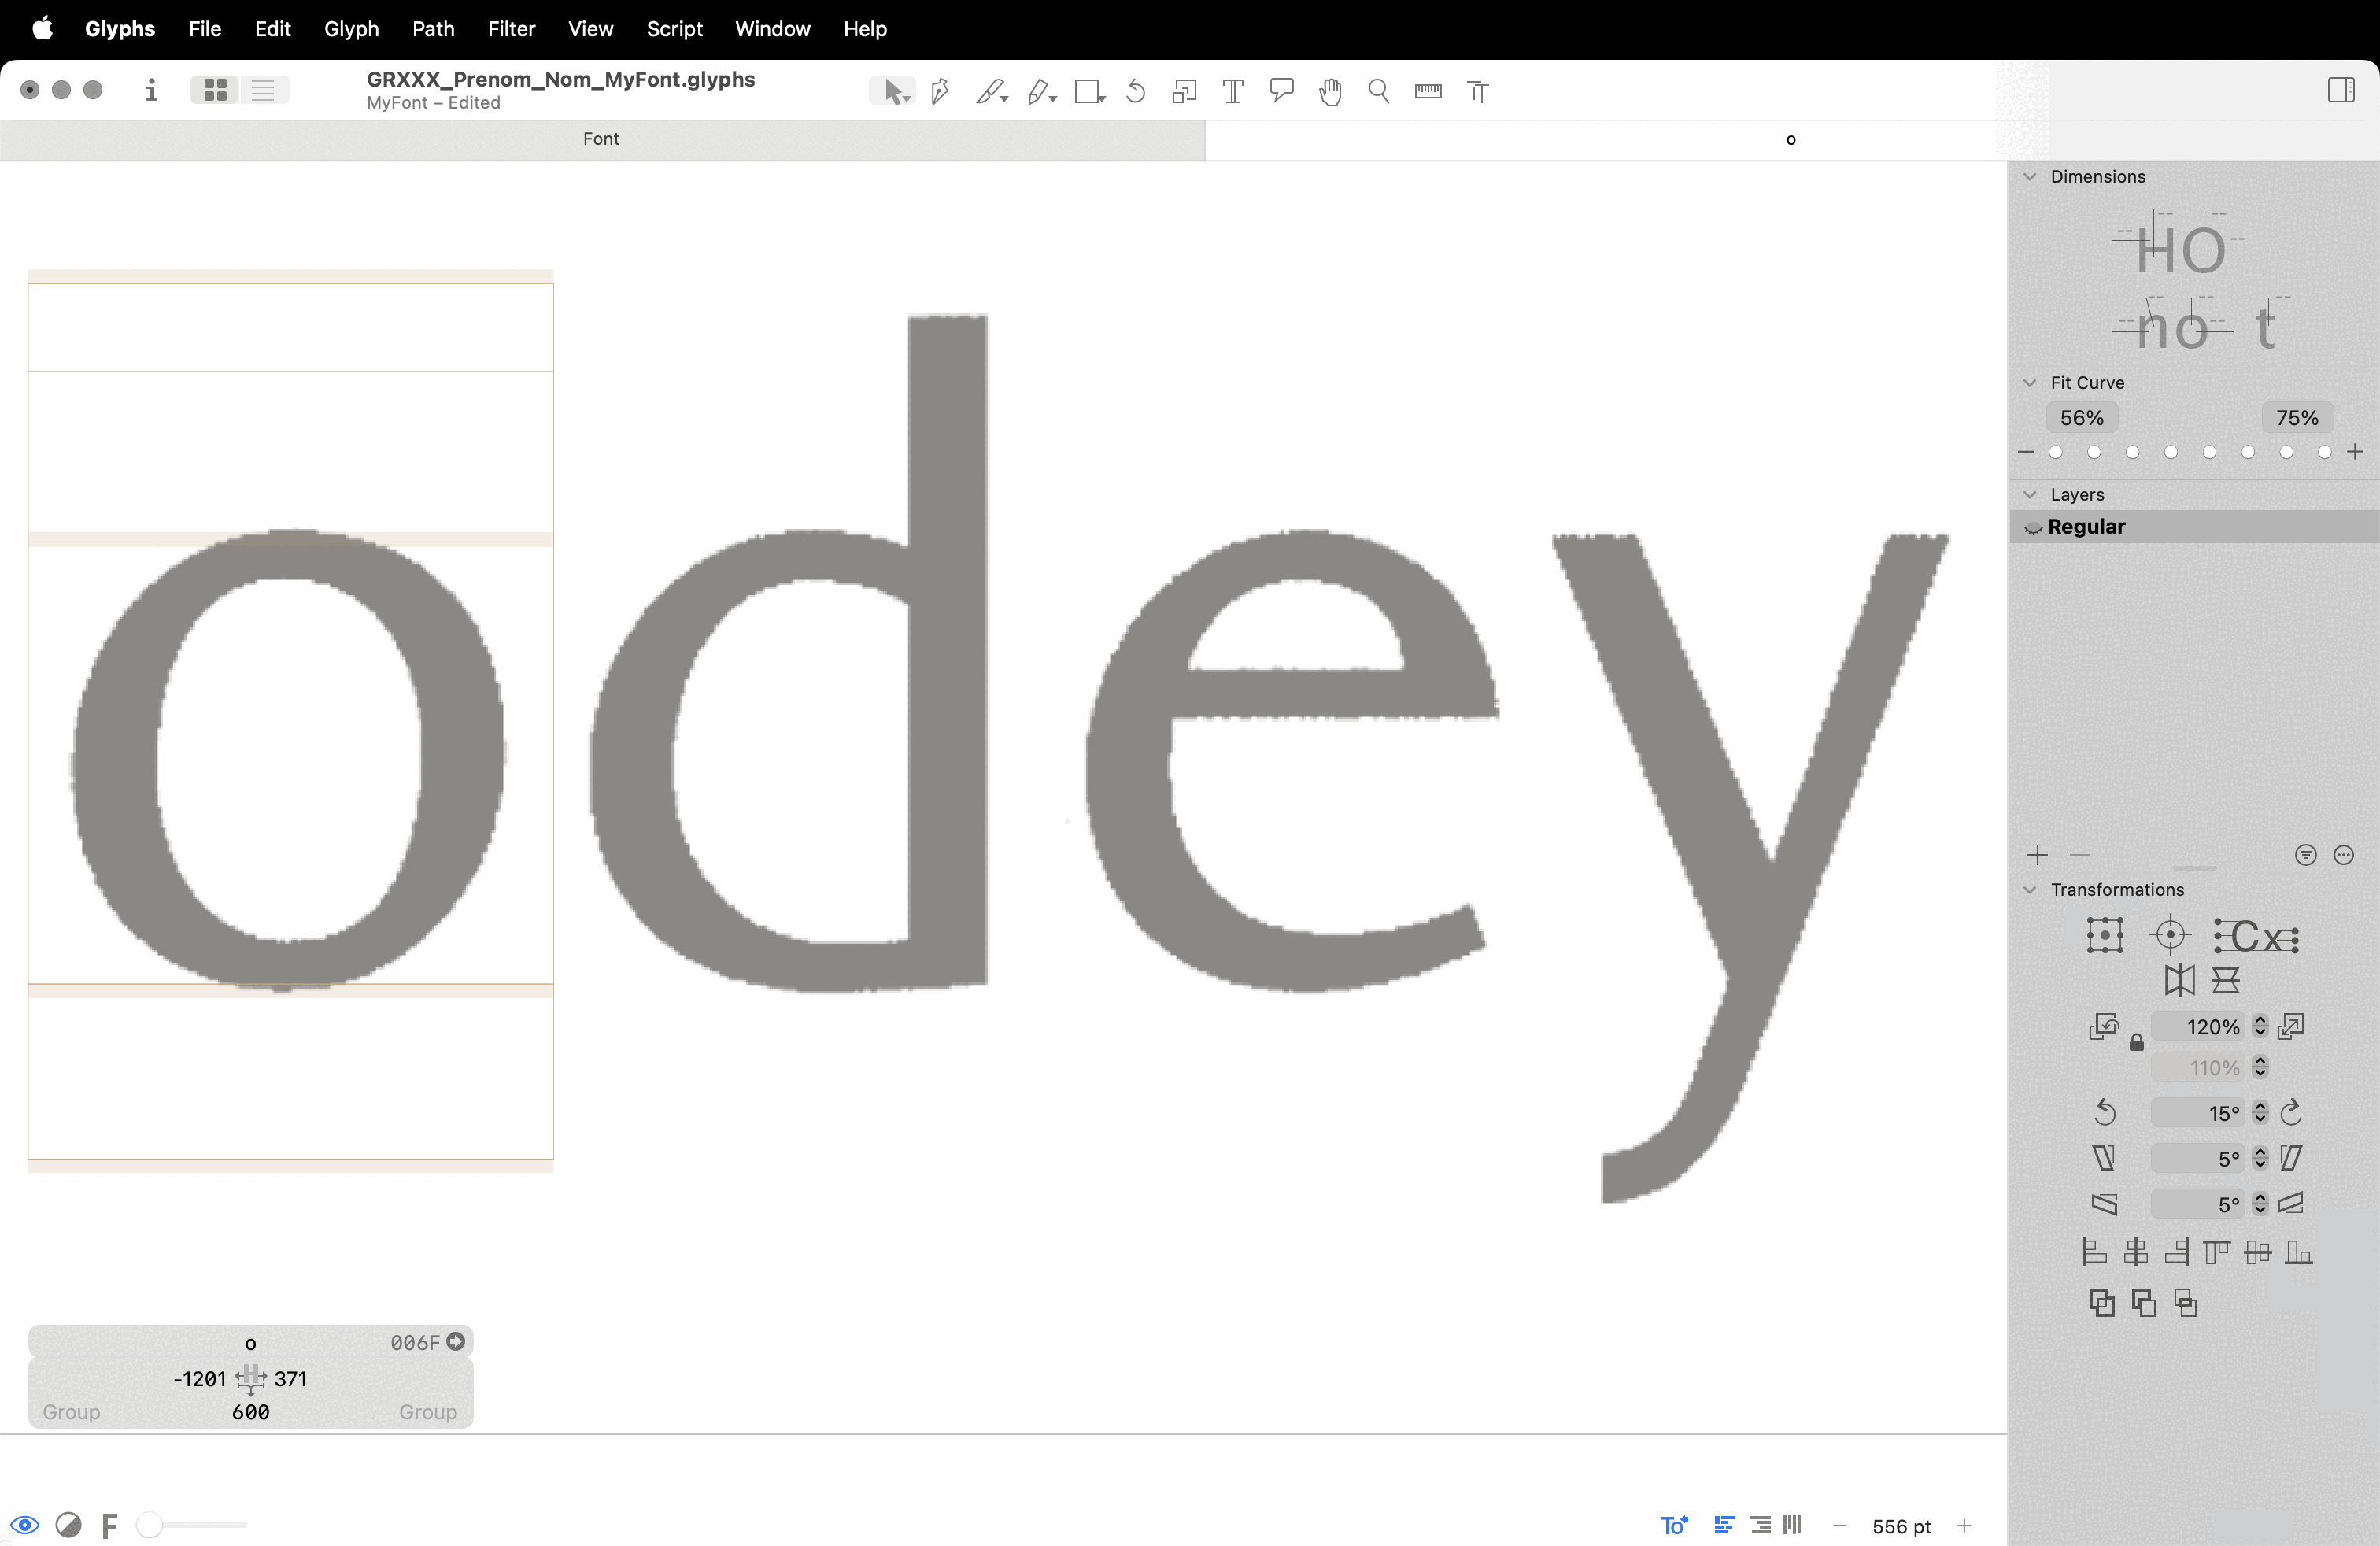 Glyphs File Edit Glyph Path Filter View Script Window Help
GRXXX_Prenom_Nom_MyFont.glyphs
MyFont – Edited
Font
o
odey
Dimensions
HO
no t
Fit Curve
56% 75%
Layers
Regular
Transformations
Cx
120%
110%
15°
5°
5°
o 006F
-1201 H 371
Group 600 Group
F
To
556 pt